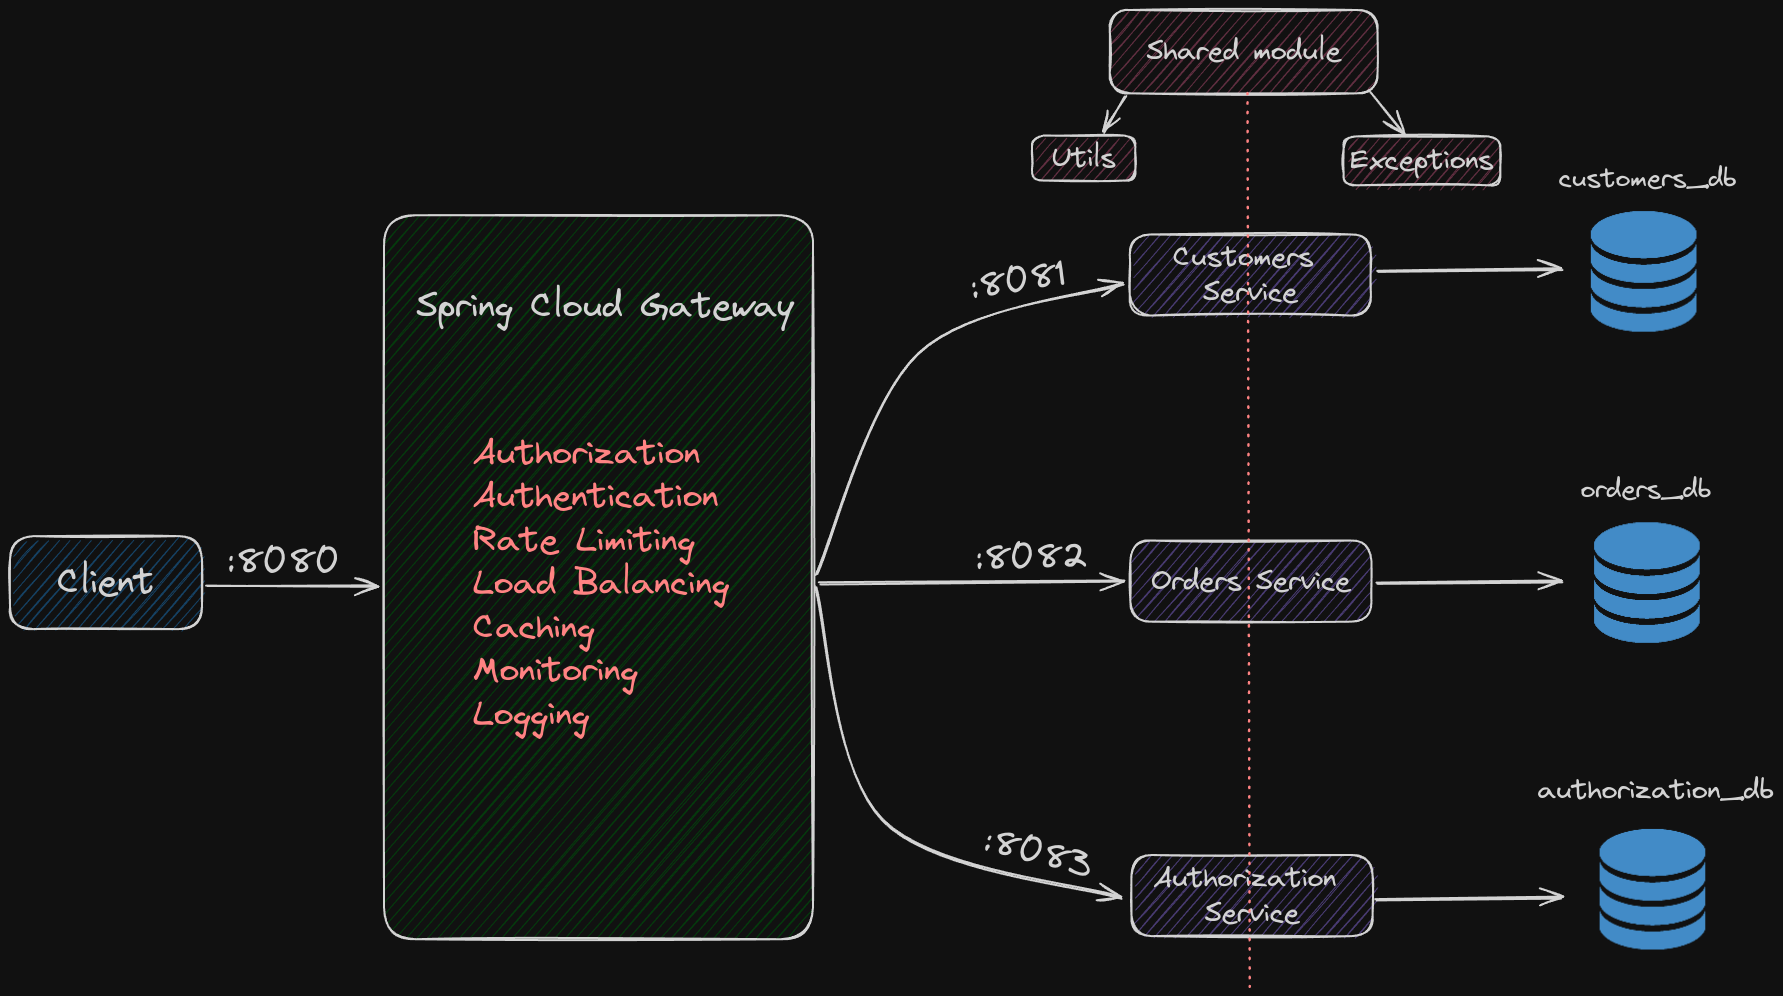 Shared module
Utils
Exceptions
customers_db
Spring Cloud Gateway
:8081
Customers
Service
Authorization
Authentication
Rate Limiting
Load Balancing
Caching
Monitoring
Logging
Client
:8080
:8082
Orders Service
orders_db
:8083
Authorization
Service
authorization_db